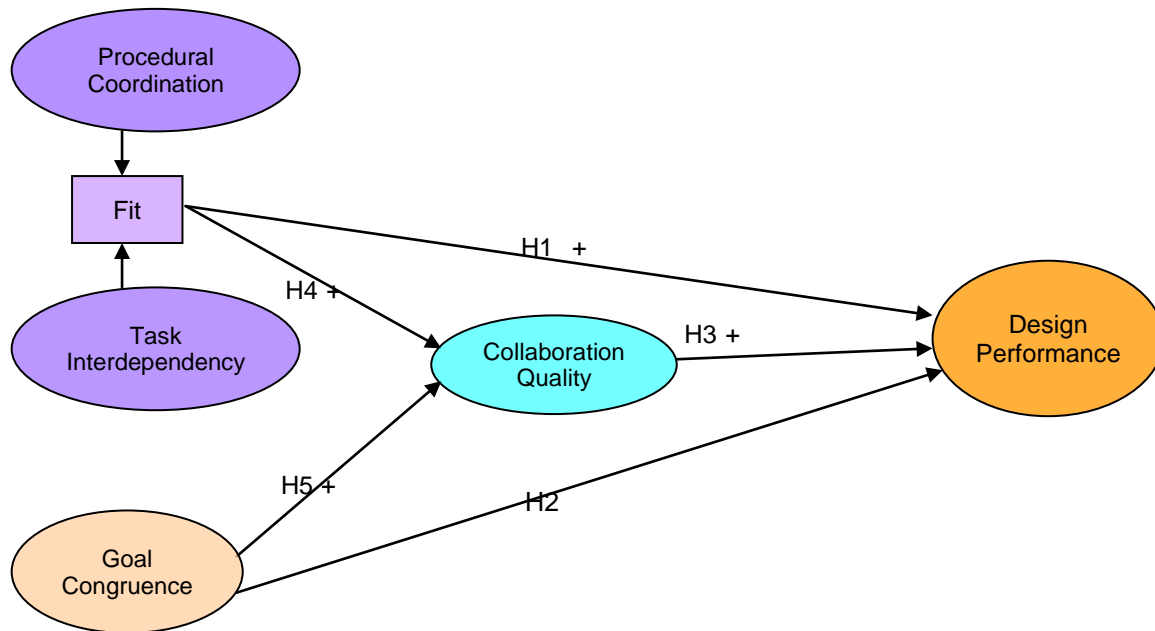 Procedural
Coordination
Fit
H1 +
H4 +
Task
Interdependency
Collaboration
Quality
H3 +
Design
Performance
H5 +
H2
Goal
Congruence